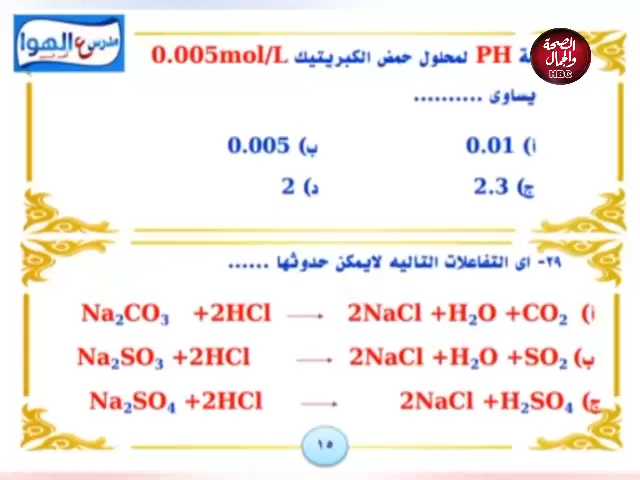 مدرس ع الهوا
الصحة والجمال
HBC
PH لمحلول حمض الكبريتيك 0.005mol/L
يساوى ..........
أ) 0.01 ب) 0.005
ج) 2.3 د) 2
٢٩- اى التفاعلات التاليه لايمكن حدوثها ......
أ) Na₂CO₃ +2HCl → 2NaCl +H₂O +CO₂
ب) Na₂SO₃ +2HCl → 2NaCl +H₂O +SO₂
ج) Na₂SO₄ +2HCl → 2NaCl +H₂SO₄
١٥